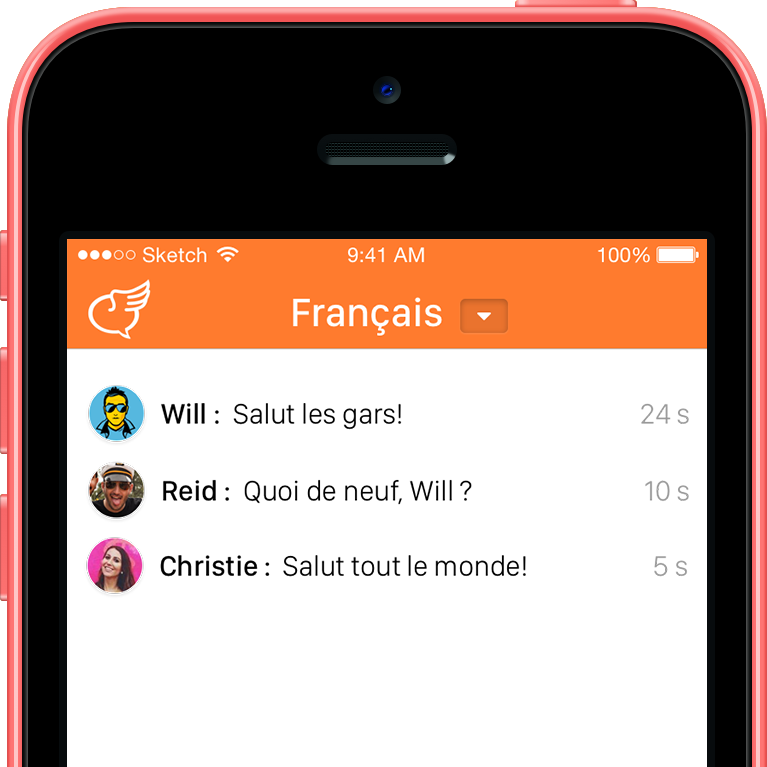 Sketch 9:41 AM 100%
Français
Will : Salut les gars! 24 s
Reid : Quoi de neuf, Will ? 10 s
Christie : Salut tout le monde! 5 s